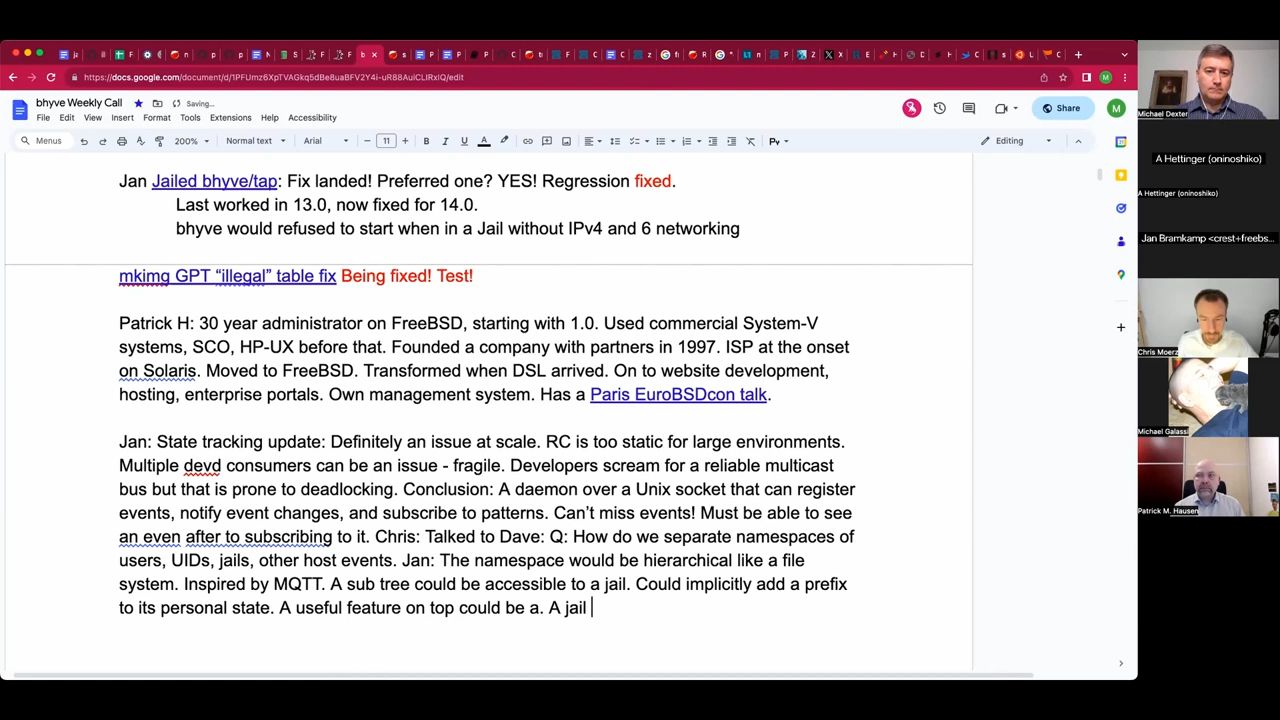 https://docs.google.com/document/d/1PFUmz6XpTVAGkq5dBe8uaBFV2Y4i-uR88AuiCLlRxlQ/edit
bhyve Weekly Call
Saving...
File Edit View Insert Format Tools Extensions Help Accessibility
Share
Menus
200%
Normal text
Arial
11
Editing
Jan Jailed bhyve/tap: Fix landed! Preferred one? YES! Regression fixed.
Last worked in 13.0, now fixed for 14.0.
bhyve would refused to start when in a Jail without IPv4 and 6 networking
mkimg GPT “illegal” table fix Being fixed! Test!
Patrick H: 30 year administrator on FreeBSD, starting with 1.0. Used commercial System-V
systems, SCO, HP-UX before that. Founded a company with partners in 1997. ISP at the onset
on Solaris. Moved to FreeBSD. Transformed when DSL arrived. On to website development,
hosting, enterprise portals. Own management system. Has a Paris EuroBSDcon talk.
Jan: State tracking update: Definitely an issue at scale. RC is too static for large environments.
Multiple devd consumers can be an issue - fragile. Developers scream for a reliable multicast
bus but that is prone to deadlocking. Conclusion: A daemon over a Unix socket that can register
events, notify event changes, and subscribe to patterns. Can’t miss events! Must be able to see
an even after to subscribing to it. Chris: Talked to Dave: Q: How do we separate namespaces of
users, UIDs, jails, other host events. Jan: The namespace would be hierarchical like a file
system. Inspired by MQTT. A sub tree could be accessible to a jail. Could implicitly add a prefix
to its personal state. A useful feature on top could be a. A jail
Michael Dexter
A Hettinger (oninoshiko)
A Hettinger (oninoshiko)
Jan Bramkamp <crest+freebs...
Chris Moerz
Michael Galassi
Patrick M. Hausen